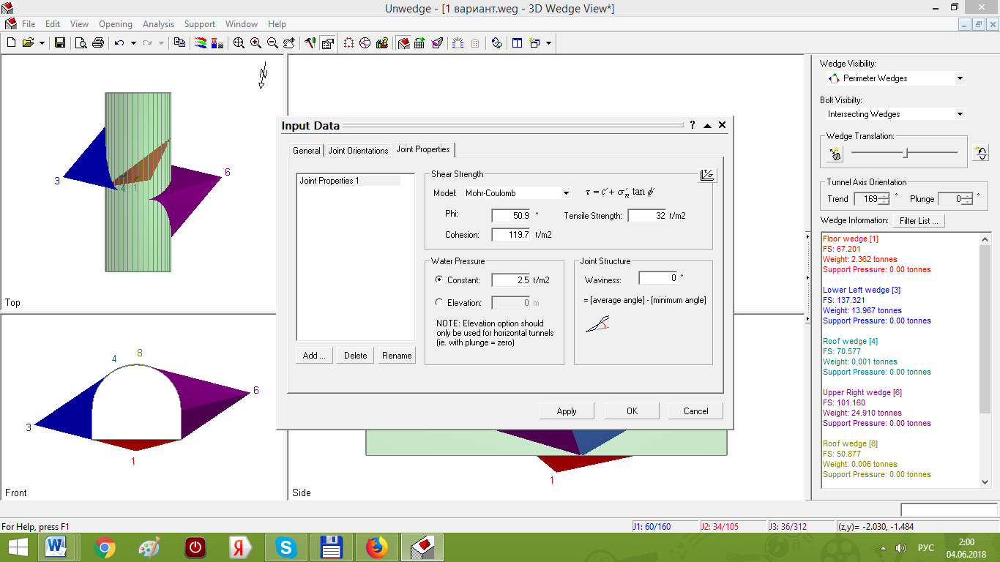 Unwedge - [1 вариант.weg - 3D Wedge View*]
File Edit View Opening Analysis Support Window Help
N
3
6
4 1
Top
4
8
6
3
1
Front
1
Side
Input Data
General Joint Orientations Joint Properties
Joint Properties 1
Add ... Delete Rename
Shear Strength
Model: Mohr-Coulomb τ = c' + σ'n tan ϕ'
Phi: 50.9 ° Tensile Strength: 32 t/m2
Cohesion: 119.7 t/m2
Water Pressure
Constant: 2.5 t/m2
Elevation: 0 m
NOTE: Elevation option should
only be used for horizontal tunnels
(ie. with plunge = zero)
Joint Structure
Waviness: 0 °
= [average angle] - [minimum angle]
Apply OK Cancel
Wedge Visibility:
Perimeter Wedges
Bolt Visibilty:
Intersecting Wedges
Wedge Translation:
Tunnel Axis Orientation
Trend 169 ° Plunge 0 °
Wedge Information: Filter List ...
Floor wedge [1]
FS: 67.201
Weight: 2.362 tonnes
Support Pressure: 0.00 tonnes
Lower Left wedge [3]
FS: 137.321
Weight: 13.967 tonnes
Support Pressure: 0.00 tonnes
Roof wedge [4]
FS: 70.577
Weight: 0.001 tonnes
Support Pressure: 0.00 tonnes
Upper Right wedge [6]
FS: 101.160
Weight: 24.910 tonnes
Support Pressure: 0.00 tonnes
Roof wedge [8]
FS: 50.877
Weight: 0.006 tonnes
Support Pressure: 0.00 tonnes
For Help, press F1
J1: 60/160 J2: 34/105 J3: 36/312 (z,y)= -2.030, -1.484
РУС
2:00
04.06.2018